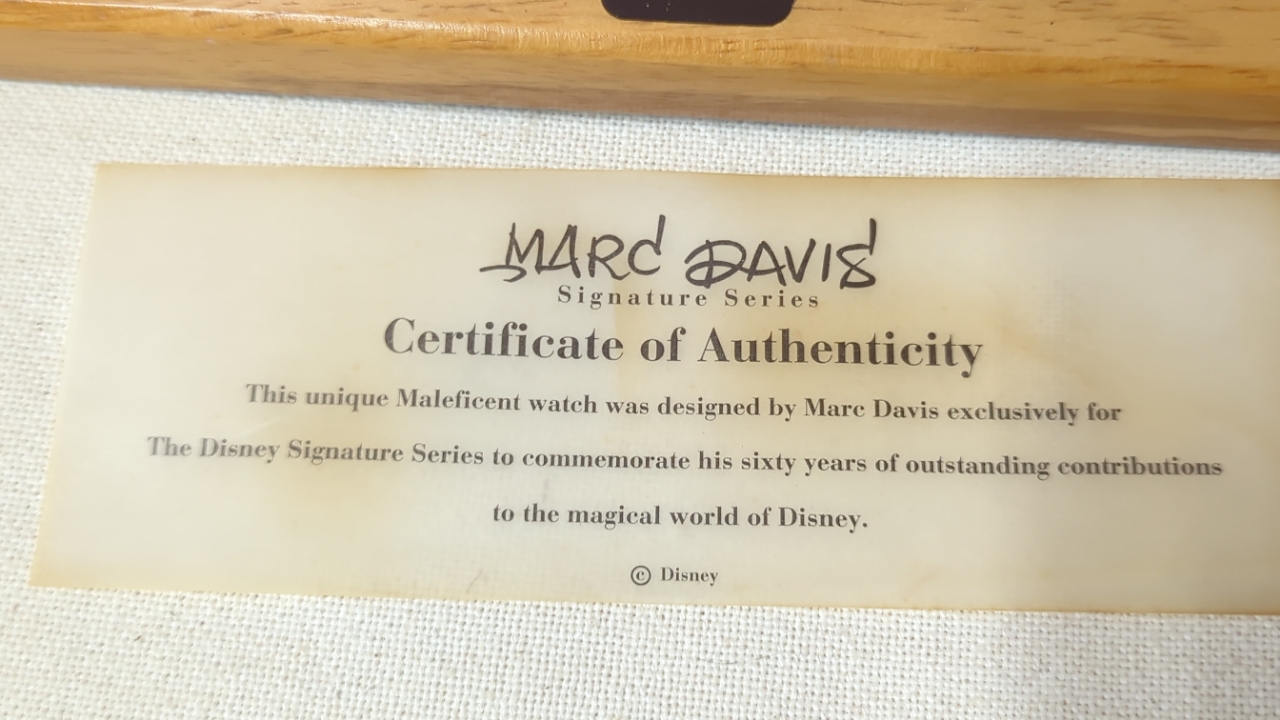 MARC DAVIS
Signature Series
Certificate of Authenticity
This unique Maleficent watch was designed by Marc Davis exclusively for
The Disney Signature Series to commemorate his sixty years of outstanding contributions
to the magical world of Disney.
© Disney